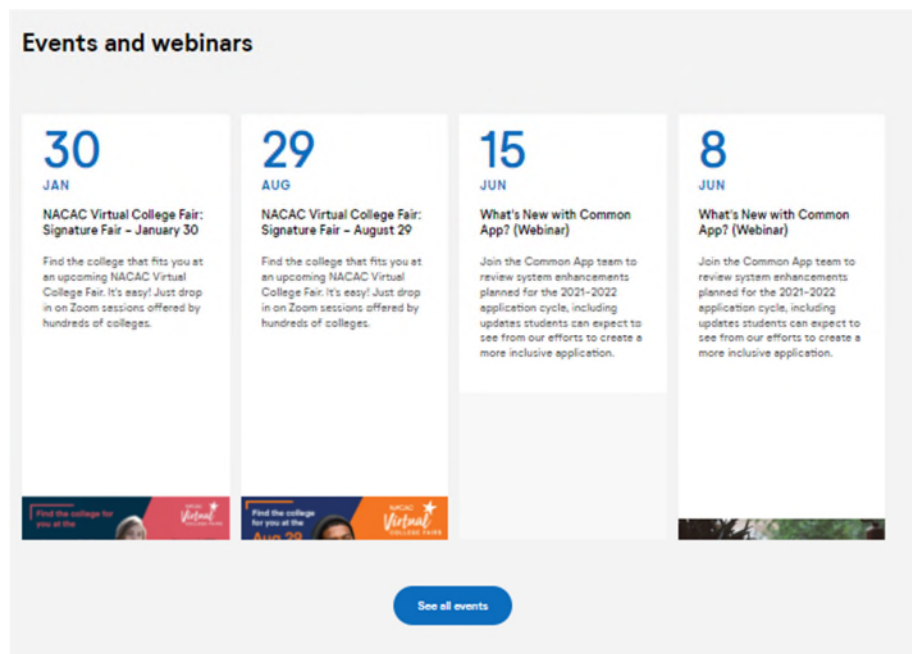 Events and webinars
30
JAN
NACAC Virtual College Fair:
Signature Fair – January 30
Find the college that fits you at
an upcoming NACAC Virtual
College Fair. It's easy! Just drop
in on Zoom sessions offered by
hundreds of colleges.
Find the college for
you at the
NACAC
Virtual
COLLEGE FAIRS
29
AUG
NACAC Virtual College Fair:
Signature Fair – August 29
Find the college that fits you at
an upcoming NACAC Virtual
College Fair. It's easy! Just drop
in on Zoom sessions offered by
hundreds of colleges.
Find the college
for you at the
Aug 29
NACAC
Virtual
COLLEGE FAIRS
15
JUN
What's New with Common
App? (Webinar)
Join the Common App team to
review system enhancements
planned for the 2021–2022
application cycle, including
updates students can expect to
see from our efforts to create a
more inclusive application.
8
JUN
What's New with Common
App? (Webinar)
Join the Common App team to
review system enhancements
planned for the 2021–2022
application cycle, including
updates students can expect to
see from our efforts to create a
more inclusive application.
See all events